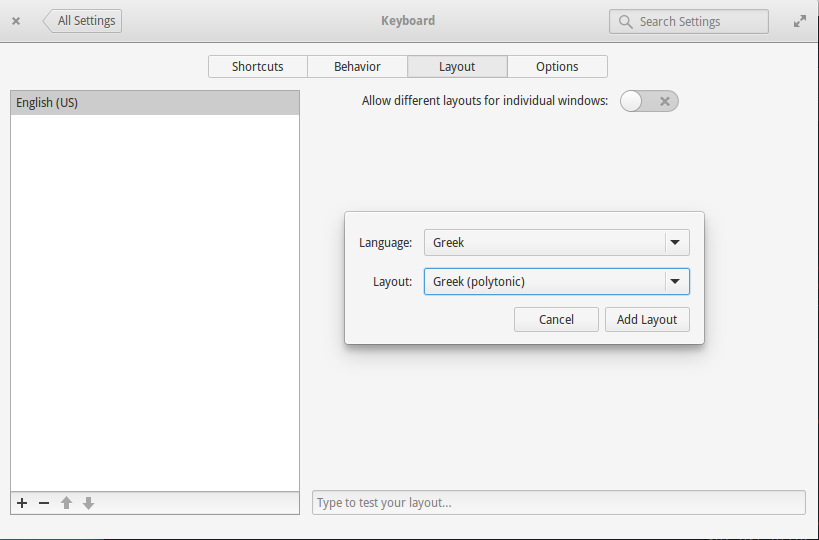 All Settings
Keyboard
Search Settings
Shortcuts
Behavior
Layout
Options
English (US)
Allow different layouts for individual windows:
Language:
Greek
Layout:
Greek (polytonic)
Cancel
Add Layout
Type to test your layout...